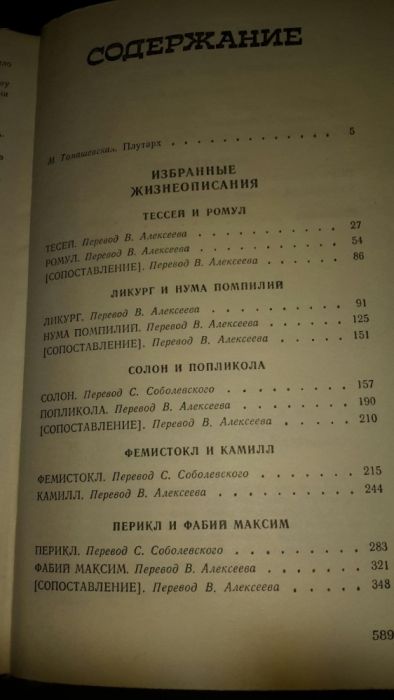 СОДЕРЖАНИЕ
М. Томашевская. Плутарх . . . . . . . . . . . . 5
ИЗБРАННЫЕ
ЖИЗНЕОПИСАНИЯ
ТЕССЕЙ И РОМУЛ
ТЕСЕЙ. Перевод В. Алексеева . . . . . . . . . . 27
РОМУЛ. Перевод В. Алексеева . . . . . . . . . . 54
[СОПОСТАВЛЕНИЕ]. Перевод В. Алексеева . . . . . . 86
ЛИКУРГ И НУМА ПОМПИЛИЙ
ЛИКУРГ. Перевод В. Алексеева . . . . . . . . . 91
НУМА ПОМПИЛИЙ. Перевод В. Алексеева . . . . . . 125
[СОПОСТАВЛЕНИЕ]. Перевод В. Алексеева . . . . . . 151
СОЛОН И ПОПЛИКОЛА
СОЛОН. Перевод С. Соболевского . . . . . . . . 157
ПОПЛИКОЛА. Перевод В. Алексеева . . . . . . . . 190
[СОПОСТАВЛЕНИЕ]. Перевод В. Алексеева . . . . . . 210
ФЕМИСТОКЛ И КАМИЛЛ
ФЕМИСТОКЛ. Перевод С. Соболевского . . . . . . . 215
КАМИЛЛ. Перевод В. Алексеева . . . . . . . . . 244
ПЕРИКЛ И ФАБИЙ МАКСИМ
ПЕРИКЛ. Перевод С. Соболевского . . . . . . . . 283
ФАБИЙ МАКСИМ. Перевод В. Алексеева . . . . . . . 321
[СОПОСТАВЛЕНИЕ]. Перевод В. Алексеева . . . . . . 348
589